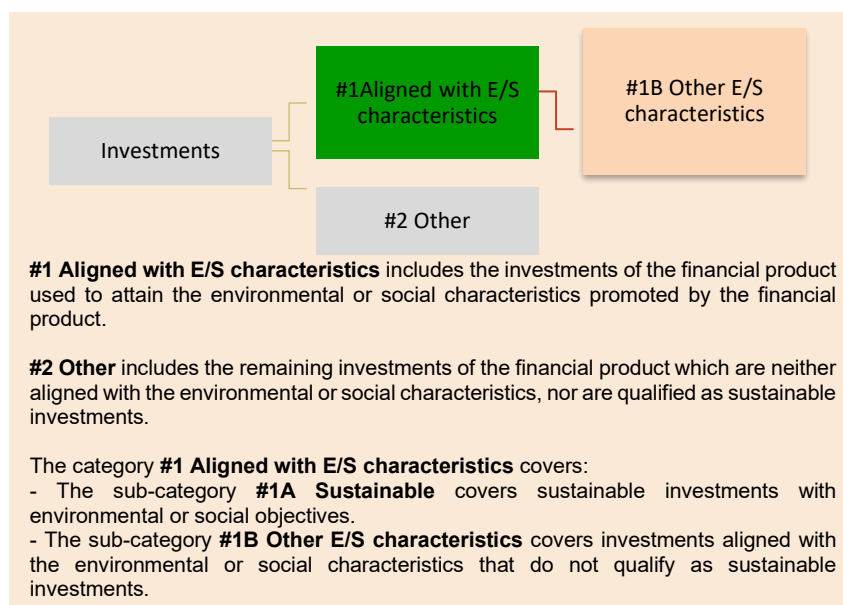 #1Aligned with E/S
characteristics
#1B Other E/S
characteristics
Investments
#2 Other
#1 Aligned with E/S characteristics includes the investments of the financial product
used to attain the environmental or social characteristics promoted by the financial
product.
#2 Other includes the remaining investments of the financial product which are neither
aligned with the environmental or social characteristics, nor are qualified as sustainable
investments.
The category #1 Aligned with E/S characteristics covers:
- The sub-category #1A Sustainable covers sustainable investments with
environmental or social objectives.
- The sub-category #1B Other E/S characteristics covers investments aligned with
the environmental or social characteristics that do not qualify as sustainable
investments.